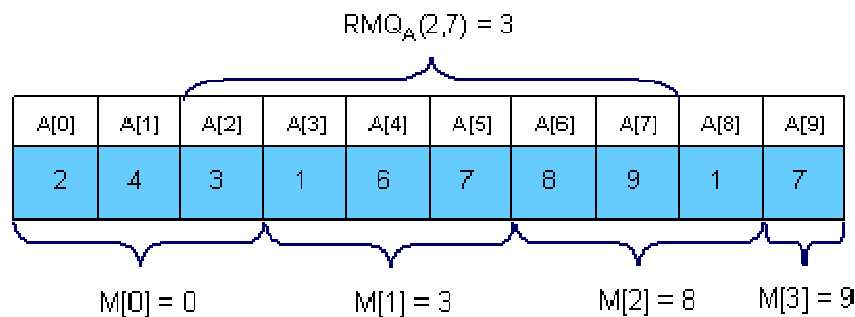 RMQA(2,7) = 3
A[0] A[1] A[2] A[3] A[4] A[5] A[6] A[7] A[8] A[9]
2 4 3 1 6 7 8 9 1 7
M[0] = 0 M[1] = 3 M[2] = 8 M[3] = 9